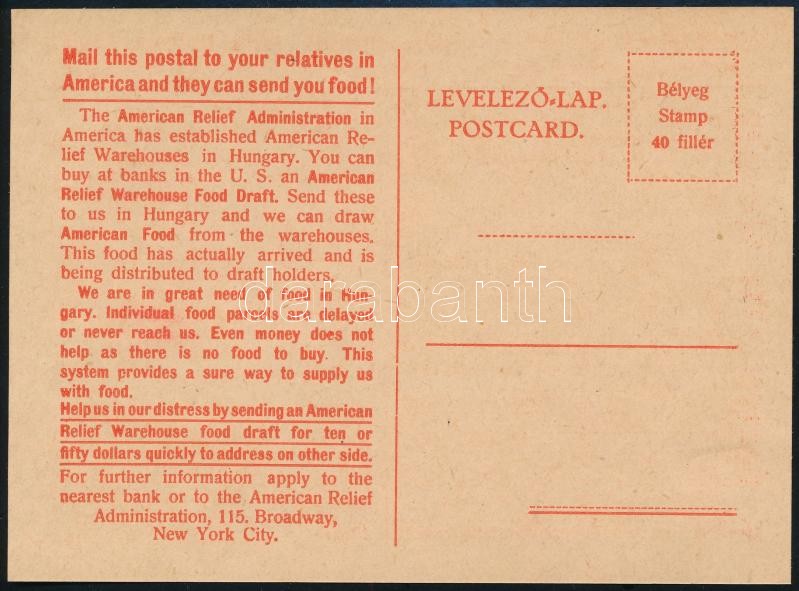 Mail this postal to your relatives in
America and they can send you food!
The American Relief Administration in
America has established American Re-
lief Warehouses in Hungary. You can
buy at banks in the U. S. an American
Relief Warehouse Food Draft. Send these
to us in Hungary and we can draw
American Food from the warehouses.
This food has actually arrived and is
being distributed to draft holders.
We are in great need of food in Hun-
gary. Individual food parcels are delayed
or never reach us. Even money does not
help as there is no food to buy. This
system provides a sure way to supply us
with food.
Help us in our distress by sending an American
Relief Warehouse food draft for ten or
fifty dollars quickly to address on other side.
For further information apply to the
nearest bank or to the American Relief
Administration, 115. Broadway,
New York City.
LEVELEZŐ-LAP.
POSTCARD.
Bélyeg
Stamp
40 fillér
darabanth